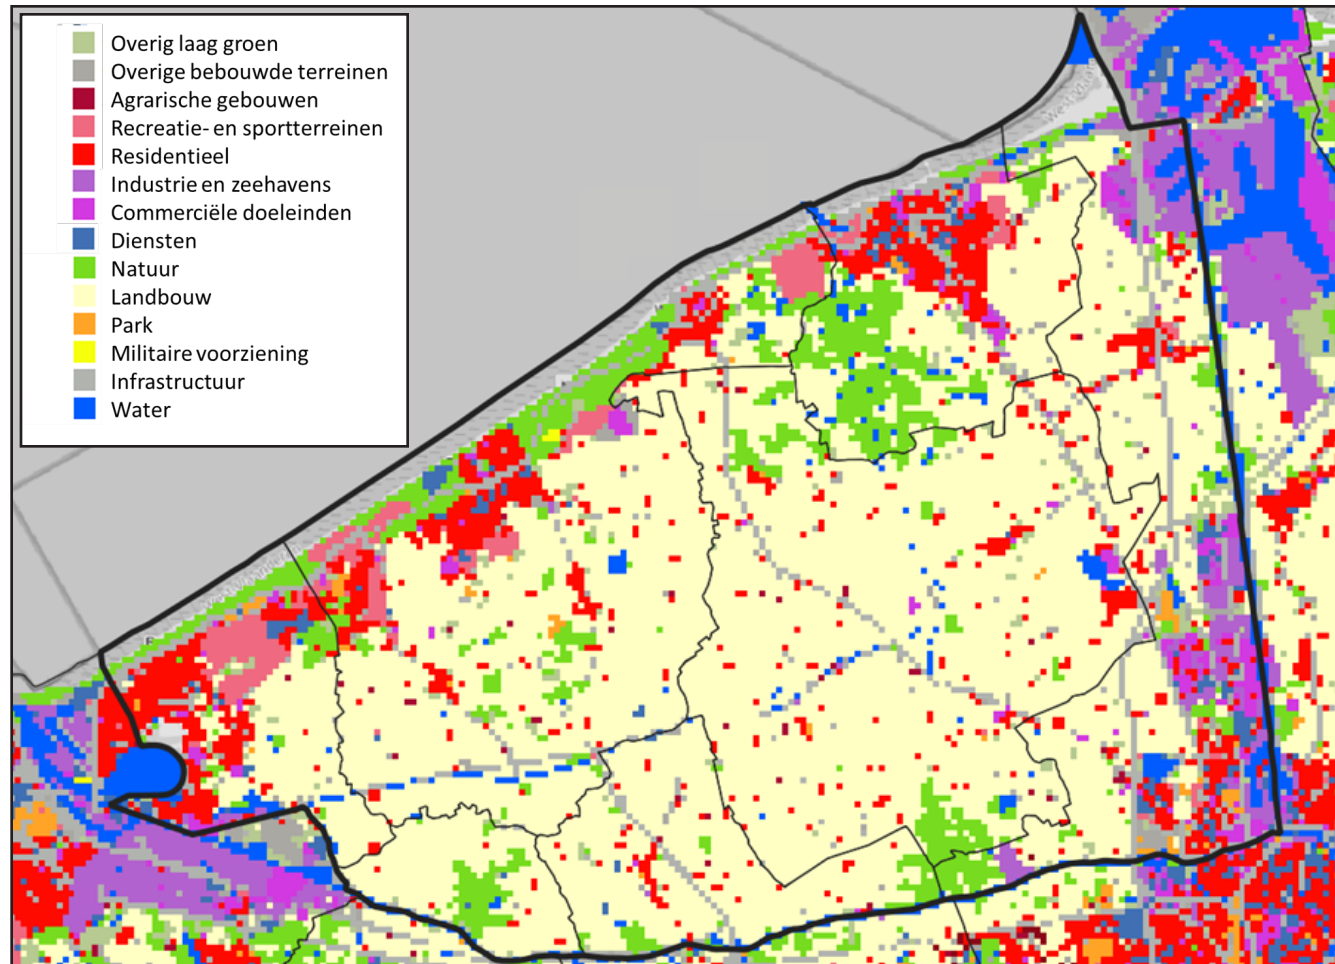 Overig laag groen
Overige bebouwde terreinen
Agrarische gebouwen
Recreatie- en sportterreinen
Residentieel
Industrie en zeehavens
Commerciële doeleinden
Diensten
Natuur
Landbouw
Park
Militaire voorziening
Infrastructuur
Water